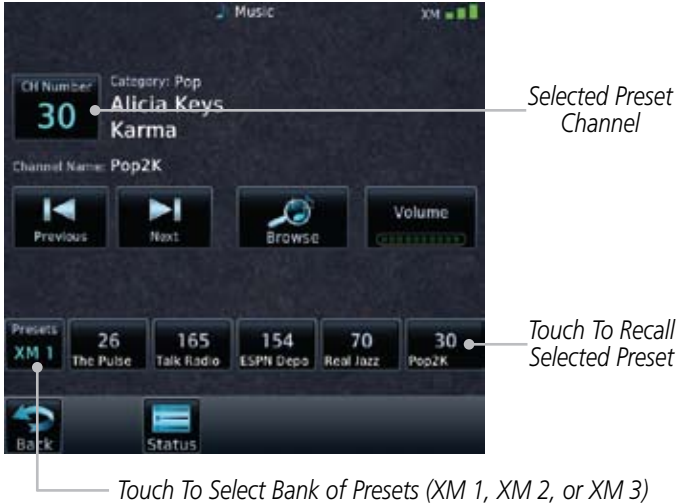 Music
XM
CH Number
30
Category: Pop
Alicia Keys
Karma
Selected Preset
Channel
Channel Name: Pop2K
Previous
Next
Browse
Volume
Presets
XM 1
26
The Pulse
165
Talk Radio
154
ESPN Depo
70
Real Jazz
30
Pop2K
Touch To Recall
Selected Preset
Back
Status
Touch To Select Bank of Presets (XM 1, XM 2, or XM 3)